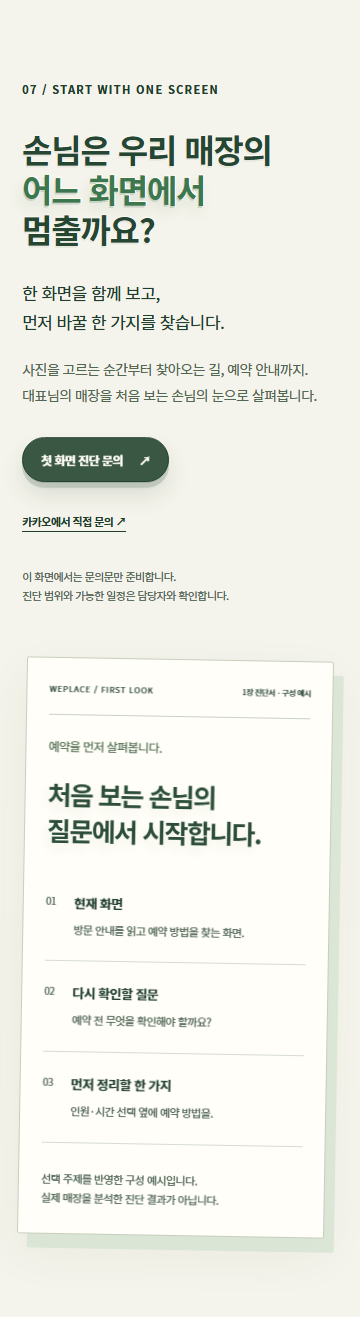 07 / START WITH ONE SCREEN
손님은 우리 매장의
어느 화면에서
멈출까요?
한 화면을 함께 보고,
먼저 바꿀 한 가지를 찾습니다.
사진을 고르는 순간부터 찾아오는 길, 예약 안내까지.
대표님의 매장을 처음 보는 손님의 눈으로 살펴봅니다.
첫 화면 진단 문의 ↗
카카오에서 직접 문의 ↗
이 화면에서는 문의문만 준비합니다.
진단 범위와 가능한 일정은 담당자와 확인합니다.
WEPLACE / FIRST LOOK
1장 진단서 · 구성 예시
예약을 먼저 살펴봅니다.
처음 보는 손님의
질문에서 시작합니다.
01 현재 화면
방문 안내를 읽고 예약 방법을 찾는 화면.
02 다시 확인할 질문
예약 전 무엇을 확인해야 할까요?
03 먼저 정리할 한 가지
인원·시간 선택 옆에 예약 방법을.
선택 주제를 반영한 구성 예시입니다.
실제 매장을 분석한 진단 결과가 아닙니다.